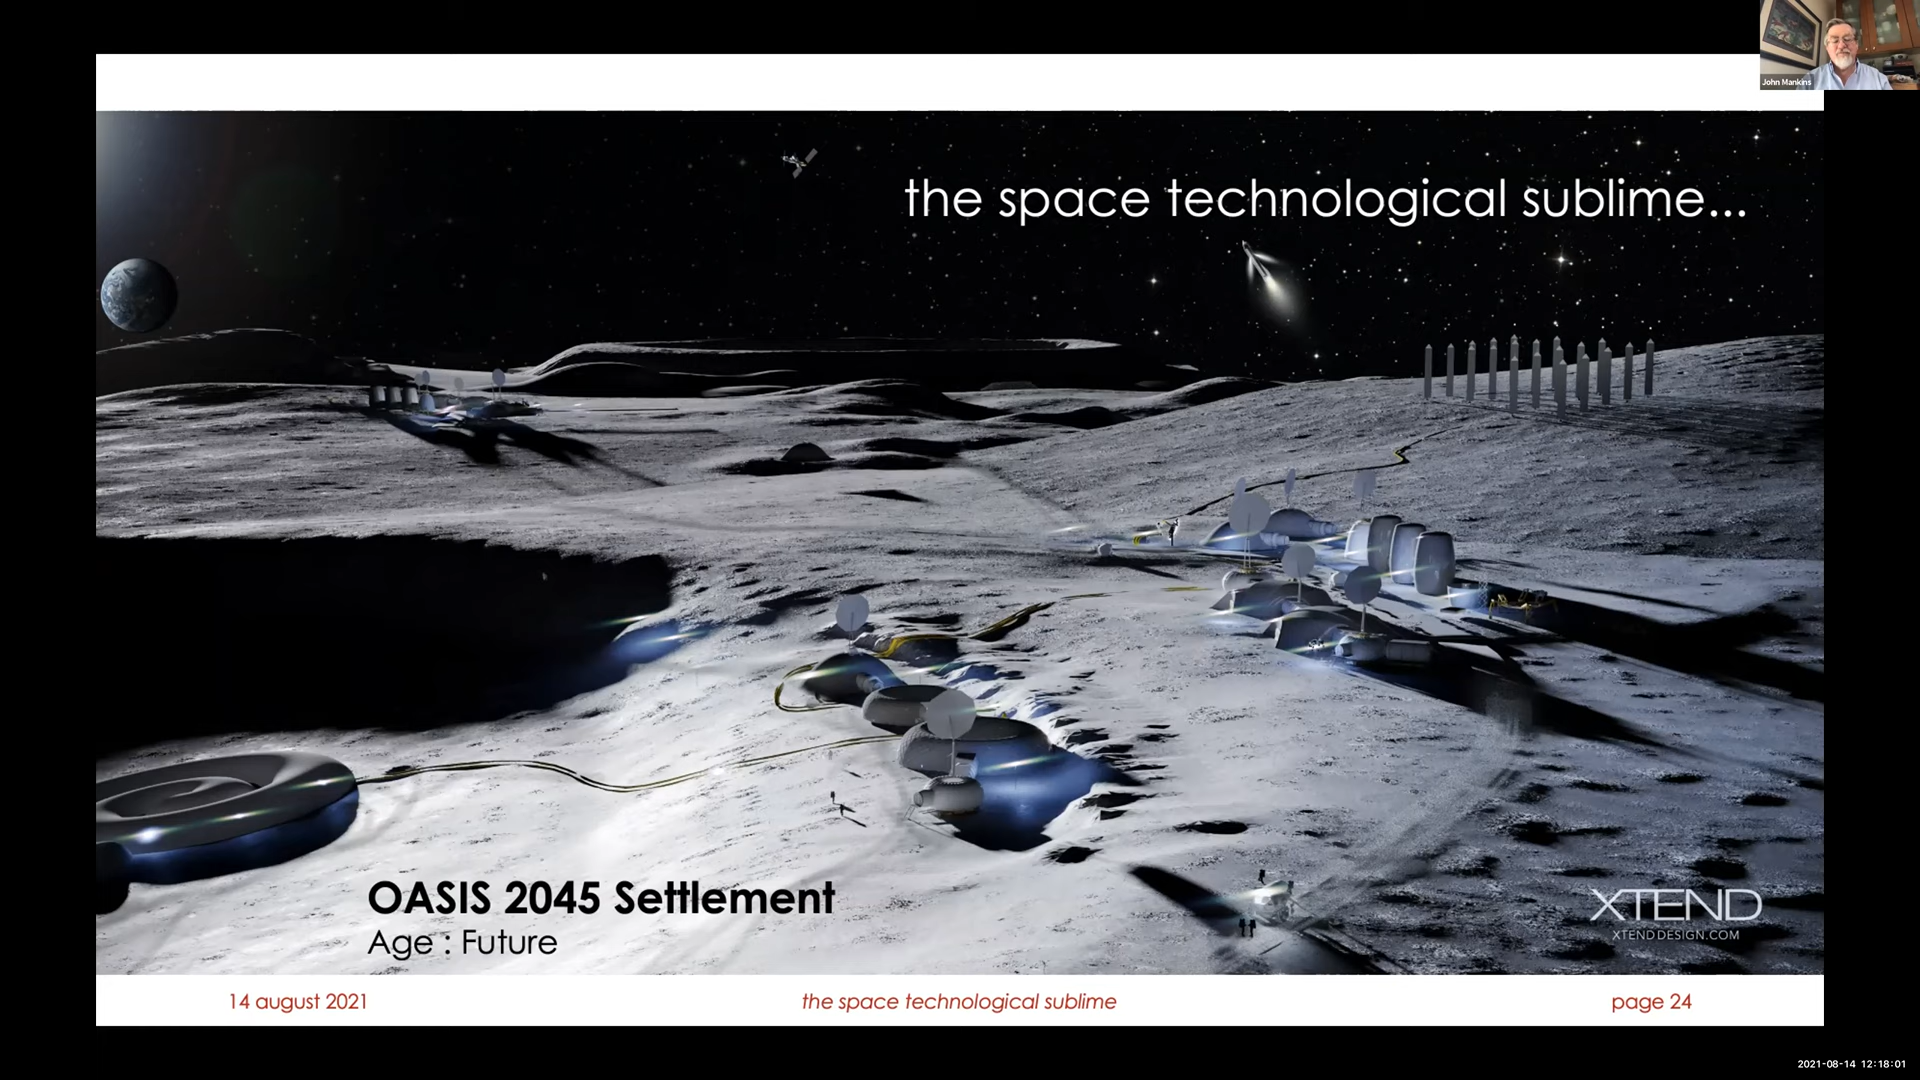 John Mankins
the space technological sublime...
OASIS 2045 Settlement
Age : Future
XTEND
XTENDDESIGN.COM
14 august 2021
the space technological sublime
page 24
2021-08-14 12:18:01